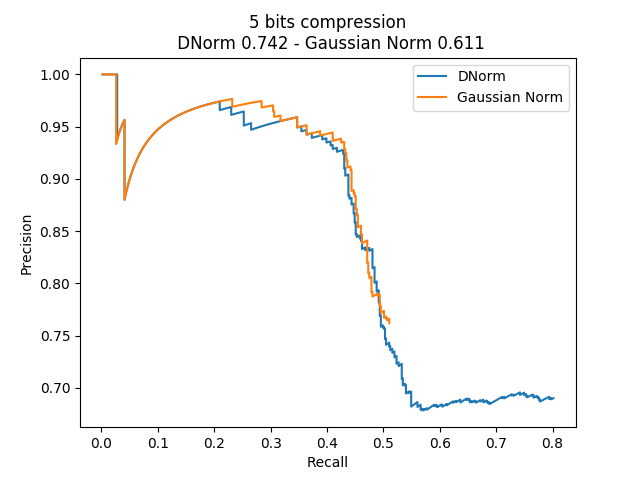 5 bits compression
DNorm 0.742 - Gaussian Norm 0.611
DNorm
Gaussian Norm
1.00
0.95
0.90
0.85
0.80
0.75
0.70
Precision
0.0 0.1 0.2 0.3 0.4 0.5 0.6 0.7 0.8
Recall